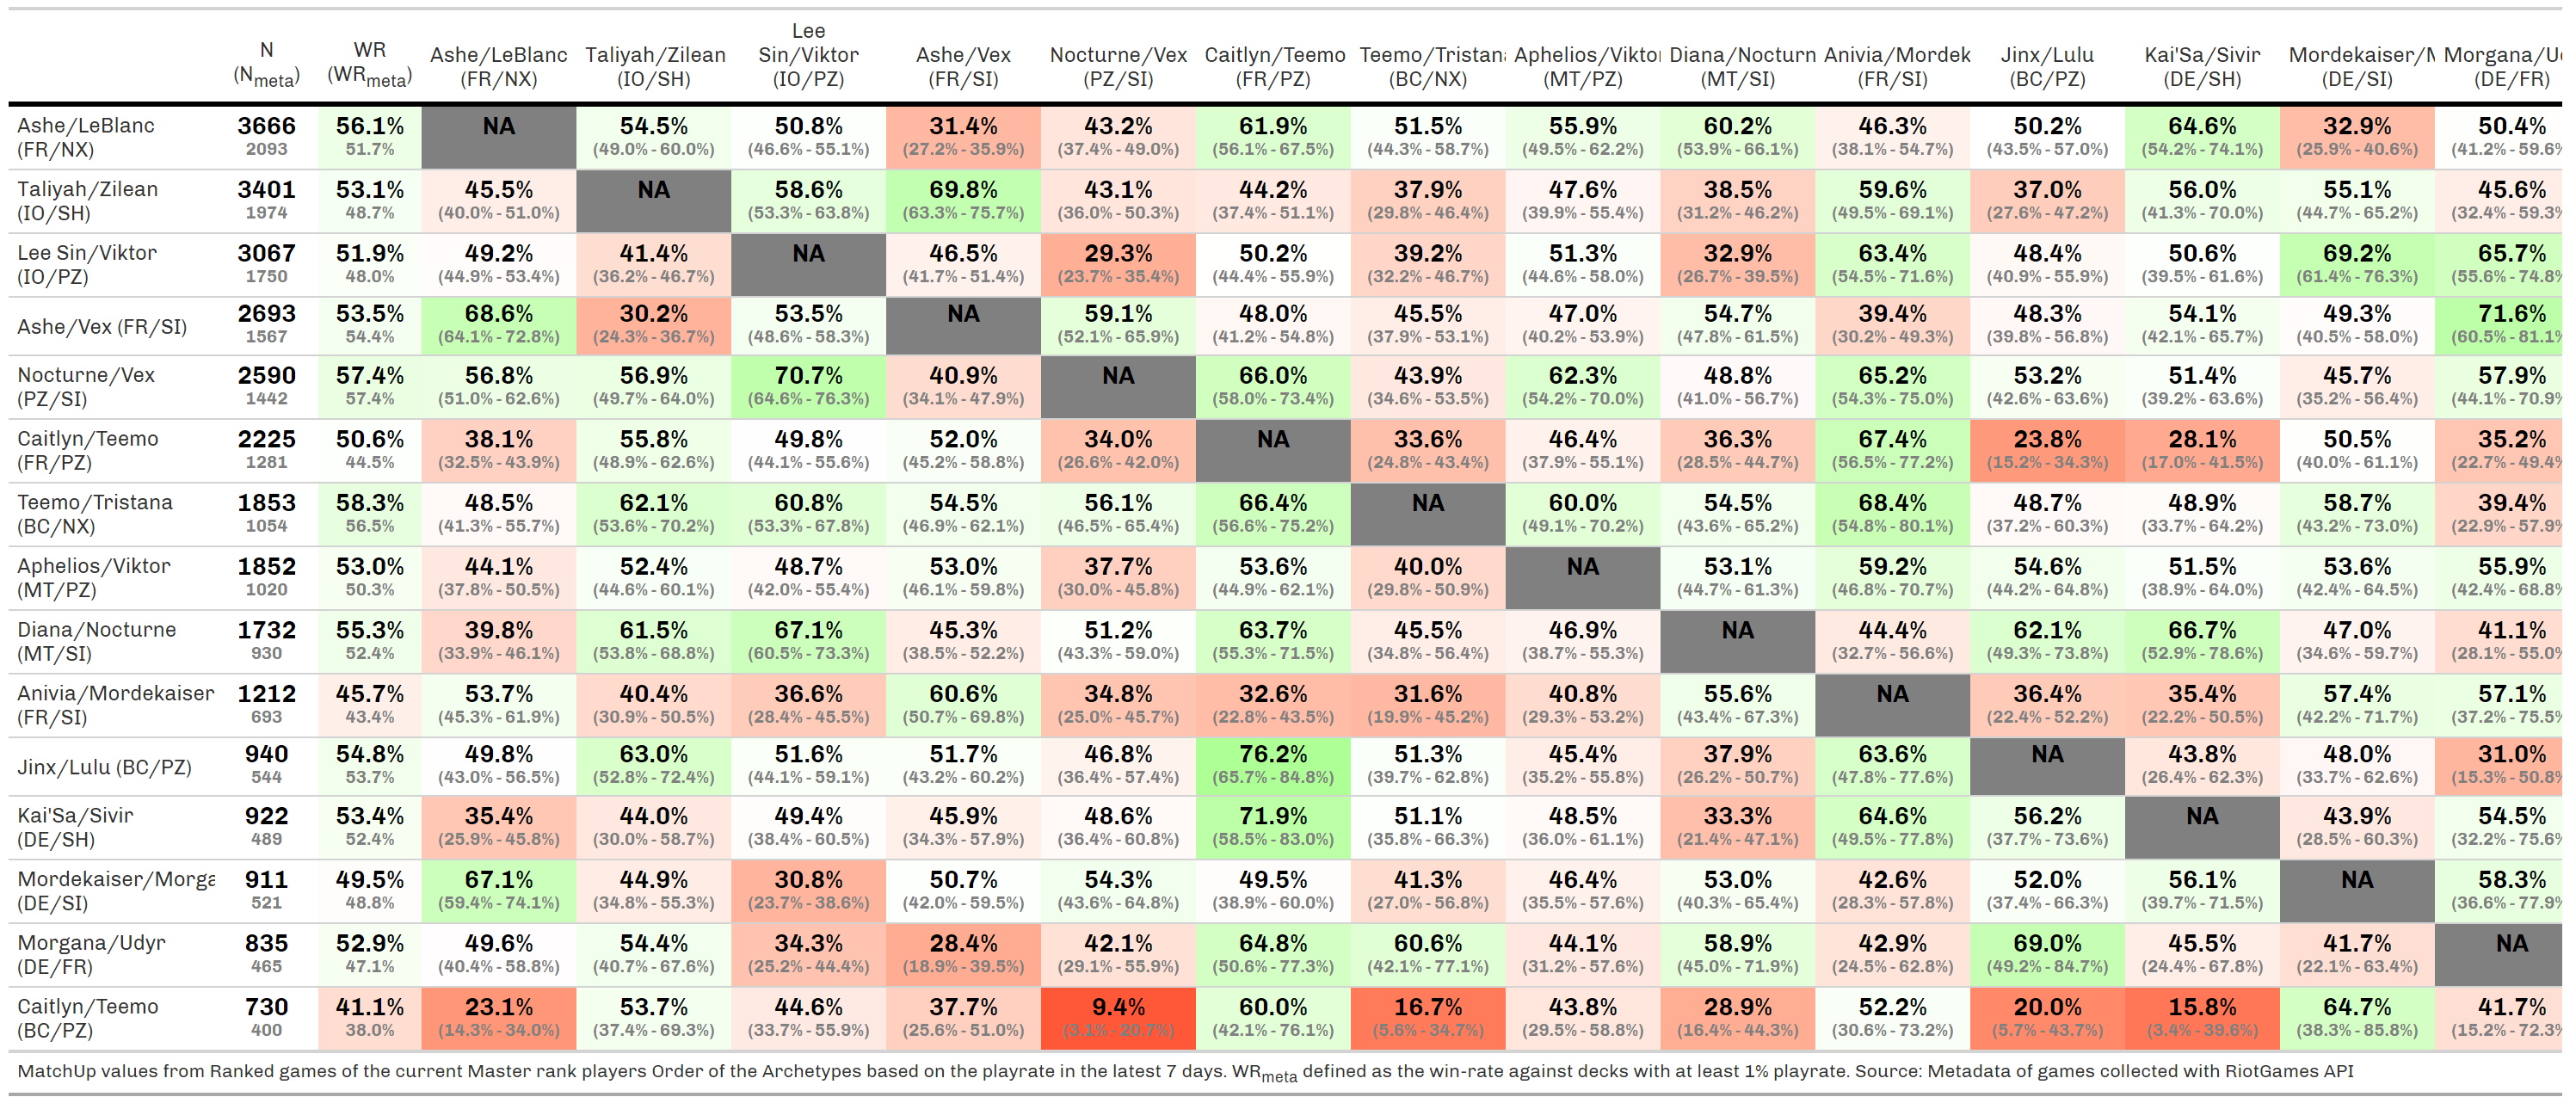 N (N meta) WR (WR meta) Ashe/LeBlanc (FR/NX) Taliyah/Zilean (IO/SH) Lee Sin/Viktor (IO/PZ) Ashe/Vex (FR/SI) Nocturne/Vex (PZ/SI) Caitlyn/Teemo (FR/PZ) Teemo/Tristana (BC/NX) Aphelios/Viktor (MT/PZ) Diana/Nocturn (MT/SI) Anivia/Mordek (FR/SI) Jinx/Lulu (BC/PZ) Kai'Sa/Sivir (DE/SH) Mordekaiser/M (DE/SI) Morgana/Ud (DE/FR)
Ashe/LeBlanc 3666 56.1% NA 54.5% 50.8% 31.4% 43.2% 61.9% 51.5% 55.9% 60.2% 46.3% 50.2% 64.6% 32.9% 50.4%
(FR/NX) 2093 51.7% (49.0% - 60.0%) (46.6% - 55.1%) (27.2% - 35.9%) (37.4% - 49.0%) (56.1% - 67.5%) (44.3% - 58.7%) (49.5% - 62.2%) (53.9% - 66.1%) (38.1% - 54.7%) (43.5% - 57.0%) (54.2% - 74.1%) (25.9% - 40.6%) (41.2% - 59.6%
Taliyah/Zilean 3401 53.1% 45.5% NA 58.6% 69.8% 43.1% 44.2% 37.9% 47.6% 38.5% 59.6% 37.0% 56.0% 55.1% 45.6%
(IO/SH) 1974 48.7% (40.0% - 51.0%) (53.3% - 63.8%) (63.3% - 75.7%) (36.0% - 50.3%) (37.4% - 51.1%) (29.8% - 46.4%) (39.9% - 55.4%) (31.2% - 46.2%) (49.5% - 69.1%) (27.6% - 47.2%) (41.3% - 70.0%) (44.7% - 65.2%) (32.4% - 59.3%
Lee Sin/Viktor 3067 51.9% 49.2% 41.4% NA 46.5% 29.3% 50.2% 39.2% 51.3% 32.9% 63.4% 48.4% 50.6% 69.2% 65.7%
(IO/PZ) 1750 48.0% (44.9% - 53.4%) (36.2% - 46.7%) (41.7% - 51.4%) (23.7% - 35.4%) (44.4% - 55.9%) (32.2% - 46.7%) (44.6% - 58.0%) (26.7% - 39.5%) (54.5% - 71.6%) (40.9% - 55.9%) (39.5% - 61.6%) (61.4% - 76.3%) (55.6% - 74.8%
Ashe/Vex (FR/SI) 2693 53.5% 68.6% 30.2% 53.5% NA 59.1% 48.0% 45.5% 47.0% 54.7% 39.4% 48.3% 54.1% 49.3% 71.6%
1567 54.4% (64.1% - 72.8%) (24.3% - 36.7%) (48.6% - 58.3%) (52.1% - 65.9%) (41.2% - 54.8%) (37.9% - 53.1%) (40.2% - 53.9%) (47.8% - 61.5%) (30.2% - 49.3%) (39.8% - 56.8%) (42.1% - 65.7%) (40.5% - 58.0%) (60.5% - 81.1%
Nocturne/Vex 2590 57.4% 56.8% 56.9% 70.7% 40.9% NA 66.0% 43.9% 62.3% 48.8% 65.2% 53.2% 51.4% 45.7% 57.9%
(PZ/SI) 1442 57.4% (51.0% - 62.6%) (49.7% - 64.0%) (64.6% - 76.3%) (34.1% - 47.9%) (58.0% - 73.4%) (34.6% - 53.5%) (54.2% - 70.0%) (41.0% - 56.7%) (54.3% - 75.0%) (42.6% - 63.6%) (39.2% - 63.6%) (35.2% - 56.4%) (44.1% - 70.9%
Caitlyn/Teemo 2225 50.6% 38.1% 55.8% 49.8% 52.0% 34.0% NA 33.6% 46.4% 36.3% 67.4% 23.8% 28.1% 50.5% 35.2%
(FR/PZ) 1281 44.5% (32.5% - 43.9%) (48.9% - 62.6%) (44.1% - 55.6%) (45.2% - 58.8%) (26.6% - 42.0%) (24.8% - 43.4%) (37.9% - 55.1%) (28.5% - 44.7%) (56.5% - 77.2%) (15.2% - 34.3%) (17.0% - 41.5%) (40.0% - 61.1%) (22.7% - 49.4%
Teemo/Tristana 1853 58.3% 48.5% 62.1% 60.8% 54.5% 56.1% 66.4% NA 60.0% 54.5% 68.4% 48.7% 48.9% 58.7% 39.4%
(BC/NX) 1054 56.5% (41.3% - 55.7%) (53.6% - 70.2%) (53.3% - 67.8%) (46.9% - 62.1%) (46.5% - 65.4%) (56.6% - 75.2%) (49.1% - 70.2%) (43.6% - 65.2%) (54.8% - 80.1%) (37.2% - 60.3%) (33.7% - 64.2%) (43.2% - 73.0%) (22.9% - 57.9%
Aphelios/Viktor 1852 53.0% 44.1% 52.4% 48.7% 53.0% 37.7% 53.6% 40.0% NA 53.1% 59.2% 54.6% 51.5% 53.6% 55.9%
(MT/PZ) 1020 50.3% (37.8% - 50.5%) (44.6% - 60.1%) (42.0% - 55.4%) (46.1% - 59.8%) (30.0% - 45.8%) (44.9% - 62.1%) (29.8% - 50.9%) (44.7% - 61.3%) (46.8% - 70.7%) (44.2% - 64.8%) (38.9% - 64.0%) (42.4% - 64.5%) (42.4% - 68.8%
Diana/Nocturne 1732 55.3% 39.8% 61.5% 67.1% 45.3% 51.2% 63.7% 45.5% 46.9% NA 44.4% 62.1% 66.7% 47.0% 41.1%
(MT/SI) 930 52.4% (33.9% - 46.1%) (53.8% - 68.8%) (60.5% - 73.3%) (38.5% - 52.2%) (43.3% - 59.0%) (55.3% - 71.5%) (34.8% - 56.4%) (38.7% - 55.3%) (32.7% - 56.6%) (49.3% - 73.8%) (52.9% - 78.6%) (34.6% - 59.7%) (28.1% - 55.0%
Anivia/Mordekaiser 1212 45.7% 53.7% 40.4% 36.6% 60.6% 34.8% 32.6% 31.6% 40.8% 55.6% NA 36.4% 35.4% 57.4% 57.1%
(FR/SI) 693 43.4% (45.3% - 61.9%) (30.9% - 50.5%) (28.4% - 45.5%) (50.7% - 69.8%) (25.0% - 45.7%) (22.8% - 43.5%) (19.9% - 45.2%) (29.3% - 53.2%) (43.4% - 67.3%) (22.4% - 52.2%) (22.2% - 50.5%) (42.2% - 71.7%) (37.2% - 75.5%
Jinx/Lulu (BC/PZ) 940 54.8% 49.8% 63.0% 51.6% 51.7% 46.8% 76.2% 51.3% 45.4% 37.9% 63.6% NA 43.8% 48.0% 31.0%
544 53.7% (43.0% - 56.5%) (52.8% - 72.4%) (44.1% - 59.1%) (43.2% - 60.2%) (36.4% - 57.4%) (65.7% - 84.8%) (39.7% - 62.8%) (35.2% - 55.8%) (26.2% - 50.7%) (47.8% - 77.6%) (26.4% - 62.3%) (33.7% - 62.6%) (15.3% - 50.8%
Kai'Sa/Sivir 922 53.4% 35.4% 44.0% 49.4% 45.9% 48.6% 71.9% 51.1% 48.5% 33.3% 64.6% 56.2% NA 43.9% 54.5%
(DE/SH) 489 52.4% (25.9% - 45.8%) (30.0% - 58.7%) (38.4% - 60.5%) (34.3% - 57.9%) (36.4% - 60.8%) (58.5% - 83.0%) (35.8% - 66.3%) (36.0% - 61.1%) (21.4% - 47.1%) (49.5% - 77.8%) (37.7% - 73.6%) (28.5% - 60.3%) (32.2% - 75.6%
Mordekaiser/Morga 911 49.5% 67.1% 44.9% 30.8% 50.7% 54.3% 49.5% 41.3% 46.4% 53.0% 42.6% 52.0% 56.1% NA 58.3%
(DE/SI) 521 48.8% (59.4% - 74.1%) (34.8% - 55.3%) (23.7% - 38.6%) (42.0% - 59.5%) (43.6% - 64.8%) (38.9% - 60.0%) (27.0% - 56.8%) (35.5% - 57.6%) (40.3% - 65.4%) (28.3% - 57.8%) (37.4% - 66.3%) (39.7% - 71.5%) (36.6% - 77.9%
Morgana/Udyr 835 52.9% 49.6% 54.4% 34.3% 28.4% 42.1% 64.8% 60.6% 44.1% 58.9% 42.9% 69.0% 45.5% 41.7% NA
(DE/FR) 465 47.1% (40.4% - 58.8%) (40.7% - 67.6%) (25.2% - 44.4%) (18.9% - 39.5%) (29.1% - 55.9%) (50.6% - 77.3%) (42.1% - 77.1%) (31.2% - 57.6%) (45.0% - 71.9%) (24.5% - 62.8%) (49.2% - 84.7%) (24.4% - 67.8%) (22.1% - 63.4%)
Caitlyn/Teemo 730 41.1% 23.1% 53.7% 44.6% 37.7% 9.4% 60.0% 16.7% 43.8% 28.9% 52.2% 20.0% 15.8% 64.7% 41.7%
(BC/PZ) 400 38.0% (14.3% - 34.0%) (37.4% - 69.3%) (33.7% - 55.9%) (25.6% - 51.0%) (3.1% - 20.7%) (42.1% - 76.1%) (5.6% - 34.7%) (29.5% - 58.8%) (16.4% - 44.3%) (30.6% - 73.2%) (5.7% - 43.7%) (3.4% - 39.6%) (38.3% - 85.8%) (15.2% - 72.3%
MatchUp values from Ranked games of the current Master rank players Order of the Archetypes based on the playrate in the latest 7 days. WR meta defined as the win-rate against decks with at least 1% playrate. Source: Metadata of games collected with RiotGames API